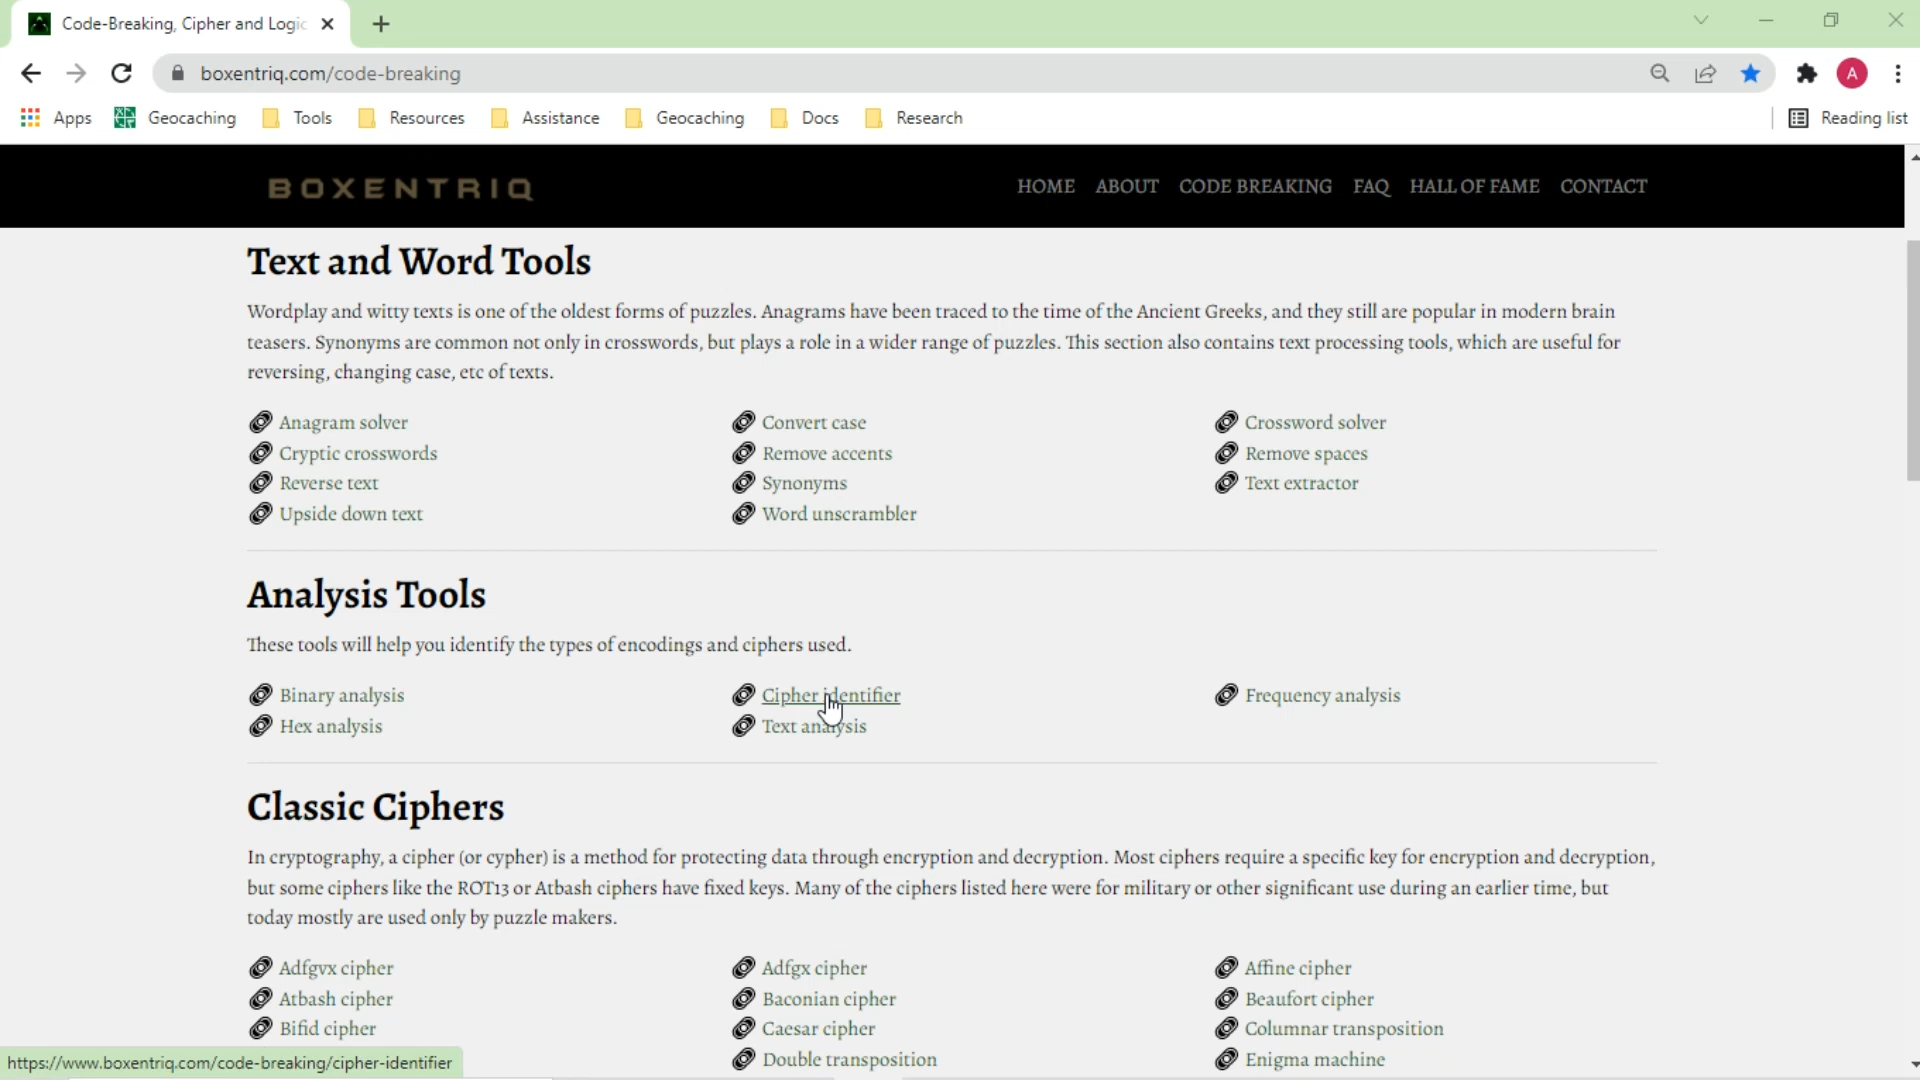 Code-Breaking, Cipher and Logic
boxentriq.com/code-breaking
A
Apps
Geocaching
Tools
Resources
Assistance
Geocaching
Docs
Research
Reading list
BOXENTRIQ
HOME
ABOUT
CODE BREAKING
FAQ
HALL OF FAME
CONTACT
Text and Word Tools
Wordplay and witty texts is one of the oldest forms of puzzles. Anagrams have been traced to the time of the Ancient Greeks, and they still are popular in modern brain
teasers. Synonyms are common not only in crosswords, but plays a role in a wider range of puzzles. This section also contains text processing tools, which are useful for
reversing, changing case, etc of texts.
Anagram solver
Convert case
Crossword solver
Cryptic crosswords
Remove accents
Remove spaces
Reverse text
Synonyms
Text extractor
Upside down text
Word unscrambler
Analysis Tools
These tools will help you identify the types of encodings and ciphers used.
Binary analysis
Cipher identifier
Frequency analysis
Hex analysis
Text analysis
Classic Ciphers
In cryptography, a cipher (or cypher) is a method for protecting data through encryption and decryption. Most ciphers require a specific key for encryption and decryption,
but some ciphers like the ROT13 or Atbash ciphers have fixed keys. Many of the ciphers listed here were for military or other significant use during an earlier time, but
today mostly are used only by puzzle makers.
Adfgvx cipher
Adfgx cipher
Affine cipher
Atbash cipher
Baconian cipher
Beaufort cipher
Bifid cipher
Caesar cipher
Columnar transposition
Double transposition
Enigma machine
https://www.boxentriq.com/code-breaking/cipher-identifier